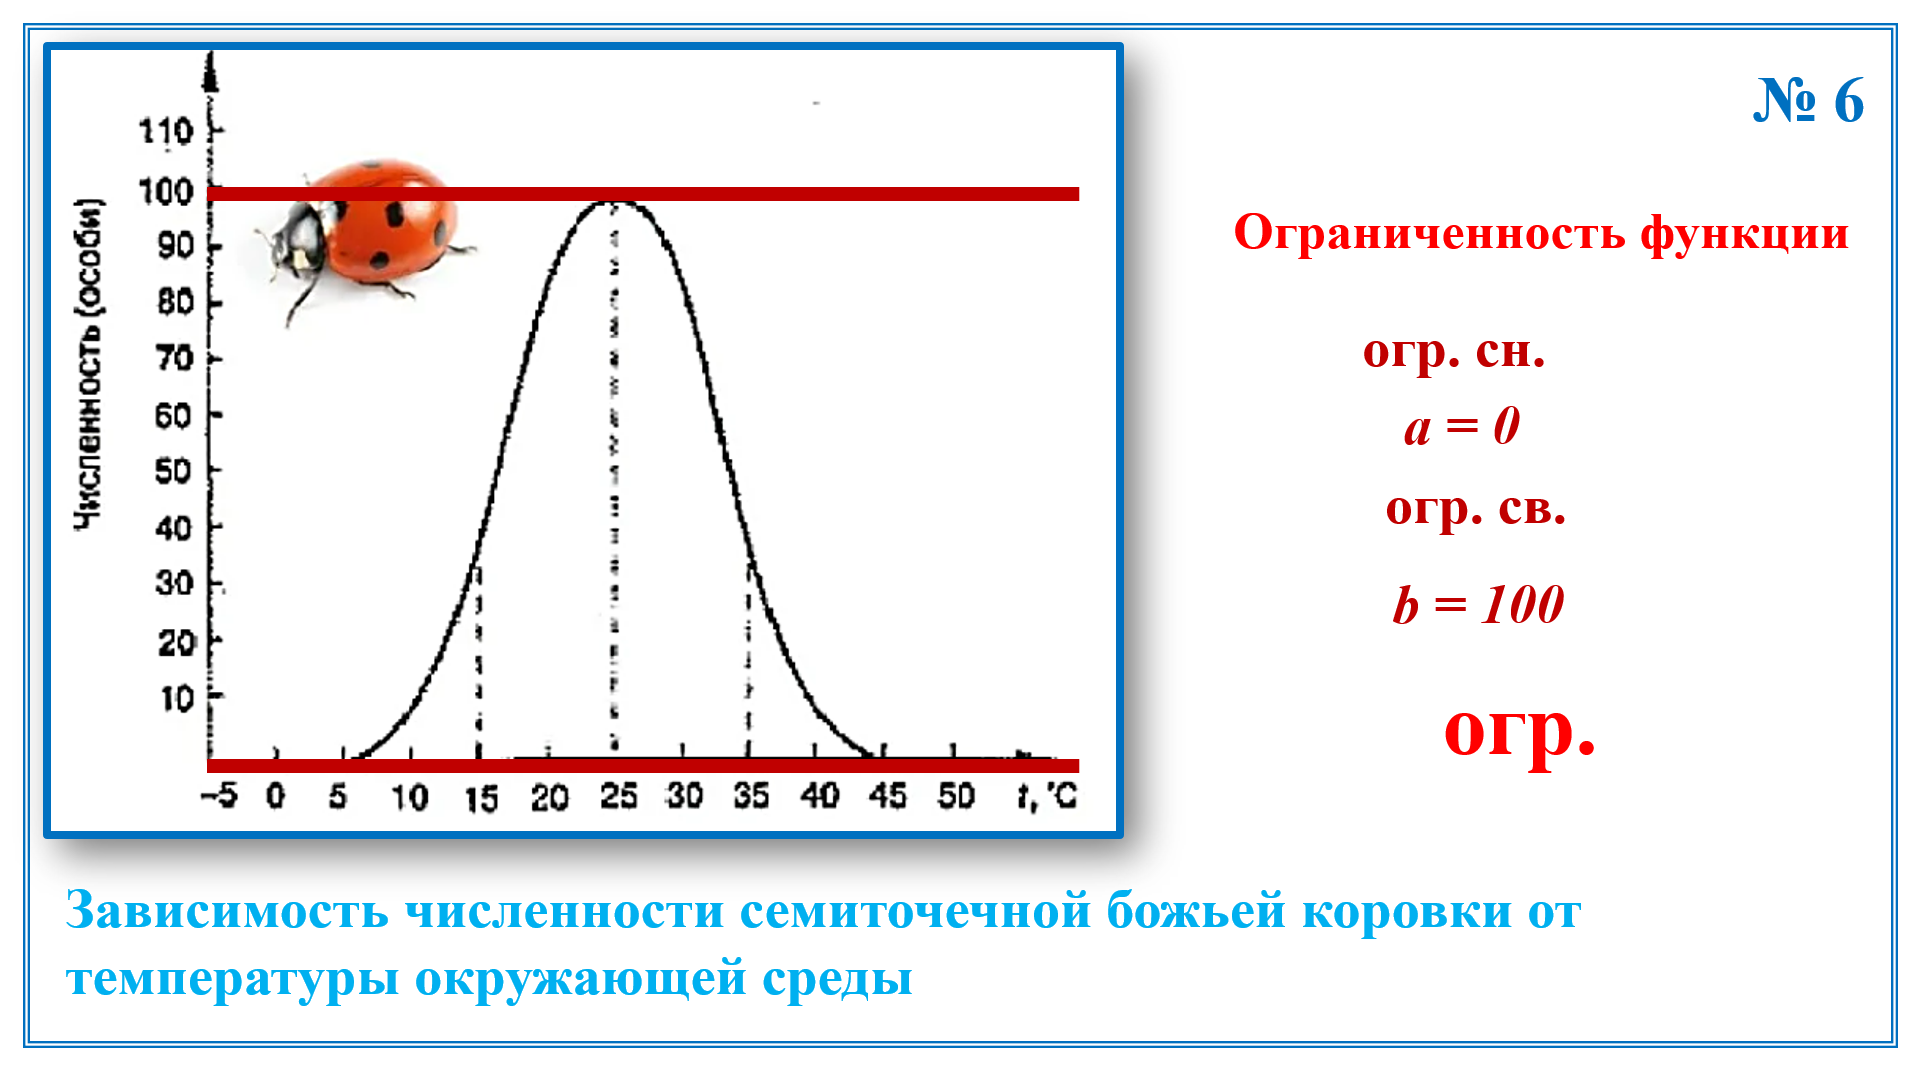 № 6
Численность (особи)
110
100
90
80
70
60
50
40
30
20
10
–5 0 5 10 15 20 25 30 35 40 45 50 t, °C
Ограниченность функции
огр. сн.
a = 0
огр. св.
b = 100
огр.
Зависимость численности семиточечной божьей коровки от
температуры окружающей среды